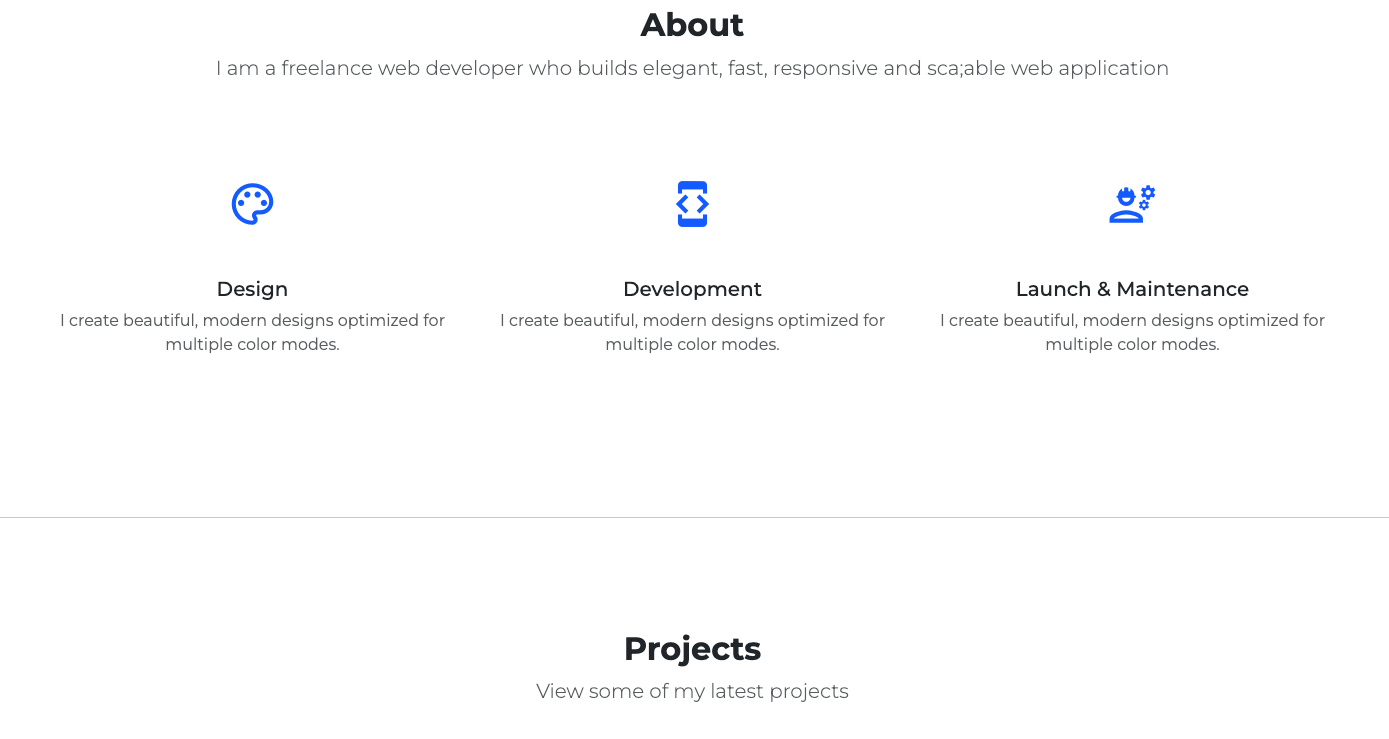 About
I am a freelance web developer who builds elegant, fast, responsive and sca;able web application
Design
I create beautiful, modern designs optimized for
multiple color modes.
Development
I create beautiful, modern designs optimized for
multiple color modes.
Launch & Maintenance
I create beautiful, modern designs optimized for
multiple color modes.
Projects
View some of my latest projects